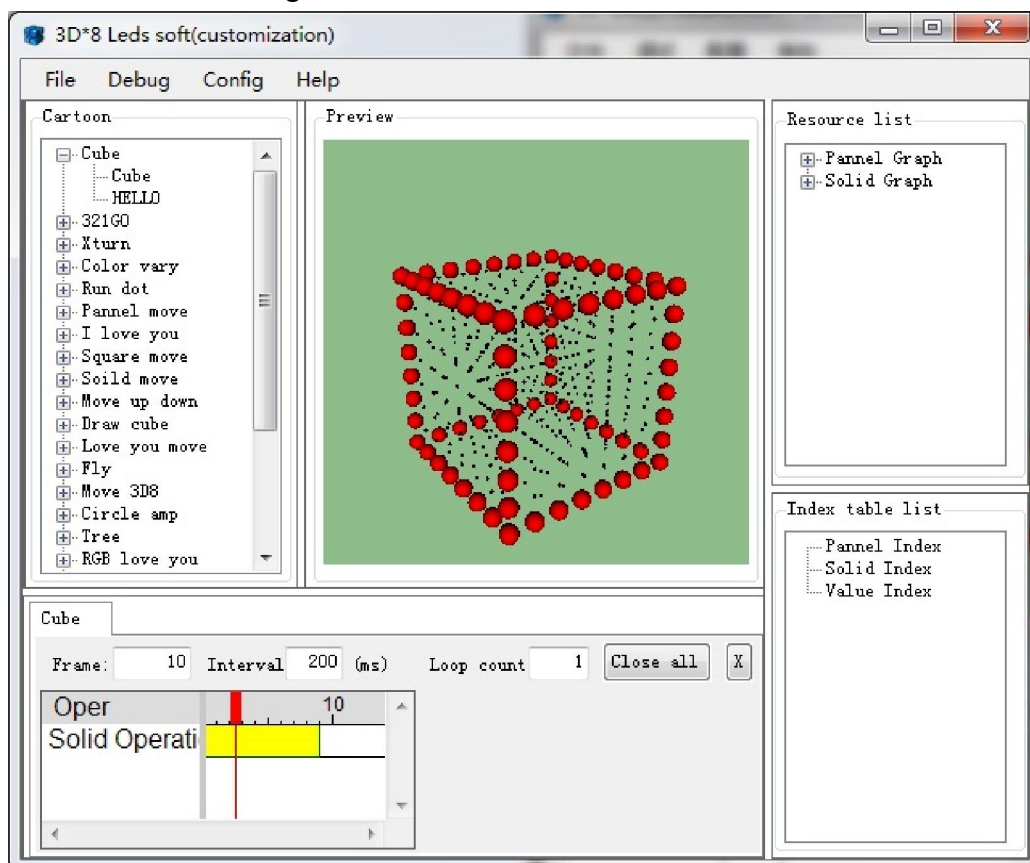 3D*8 Leds soft(customization)
File Debug Config Help
Cartoon
Cube
Cube
HELLO
321GO
Xturn
Color vary
Run dot
Pannel move
I love you
Square move
Soild move
Move up down
Draw cube
Love you move
Fly
Move 3D8
Circle amp
Tree
RGB love you
Preview
Resource list
Pannel Graph
Solid Graph
Index table list
Pannel Index
Solid Index
Value Index
Cube
Frame: 10 Interval 200 (ms) Loop count 1 Close all X
Oper 10
Solid Operati